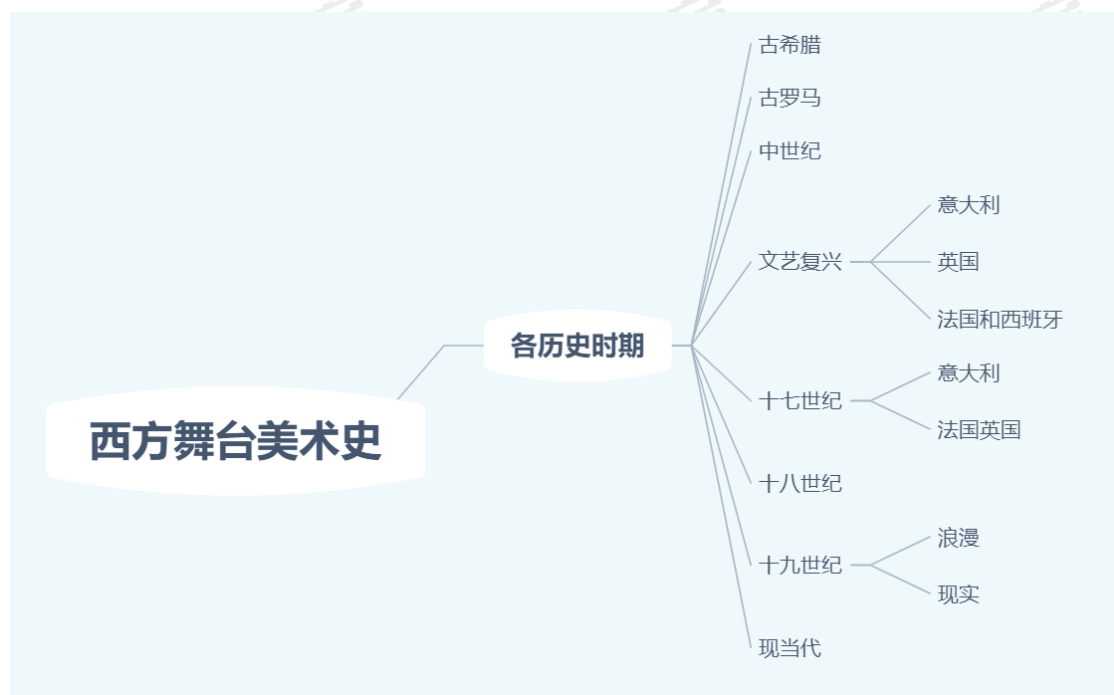 西方舞台美术史
各历史时期
古希腊
古罗马
中世纪
文艺复兴
意大利
英国
法国和西班牙
十七世纪
意大利
法国英国
十八世纪
十九世纪
浪漫
现实
现当代